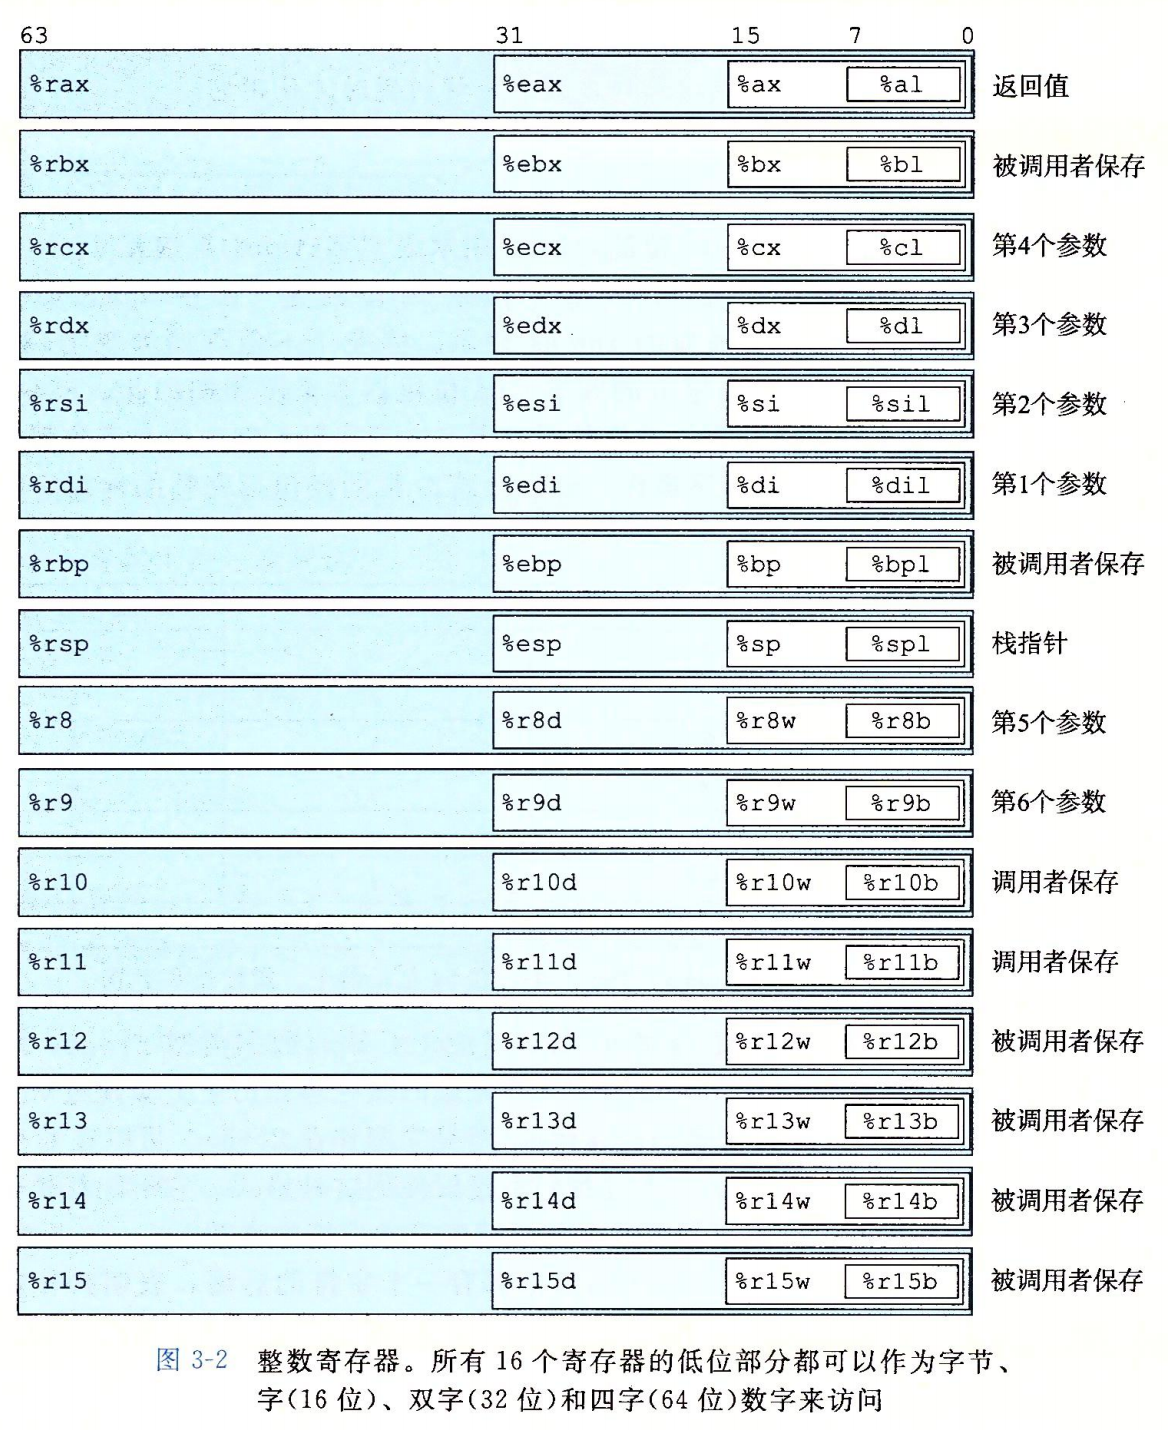 63 31 15 7 0
%rax %eax %ax %al 返回值
%rbx %ebx %bx %bl 被调用者保存
%rcx %ecx %cx %cl 第4个参数
%rdx %edx %dx %dl 第3个参数
%rsi %esi %si %sil 第2个参数
%rdi %edi %di %dil 第1个参数
%rbp %ebp %bp %bpl 被调用者保存
%rsp %esp %sp %spl 栈指针
%r8 %r8d %r8w %r8b 第5个参数
%r9 %r9d %r9w %r9b 第6个参数
%r10 %r10d %r10w %r10b 调用者保存
%r11 %r11d %r11w %r11b 调用者保存
%r12 %r12d %r12w %r12b 被调用者保存
%r13 %r13d %r13w %r13b 被调用者保存
%r14 %r14d %r14w %r14b 被调用者保存
%r15 %r15d %r15w %r15b 被调用者保存
图 3-2 整数寄存器。所有 16 个寄存器的低位部分都可以作为字节、
字(16 位)、双字(32 位)和四字(64 位)数字来访问